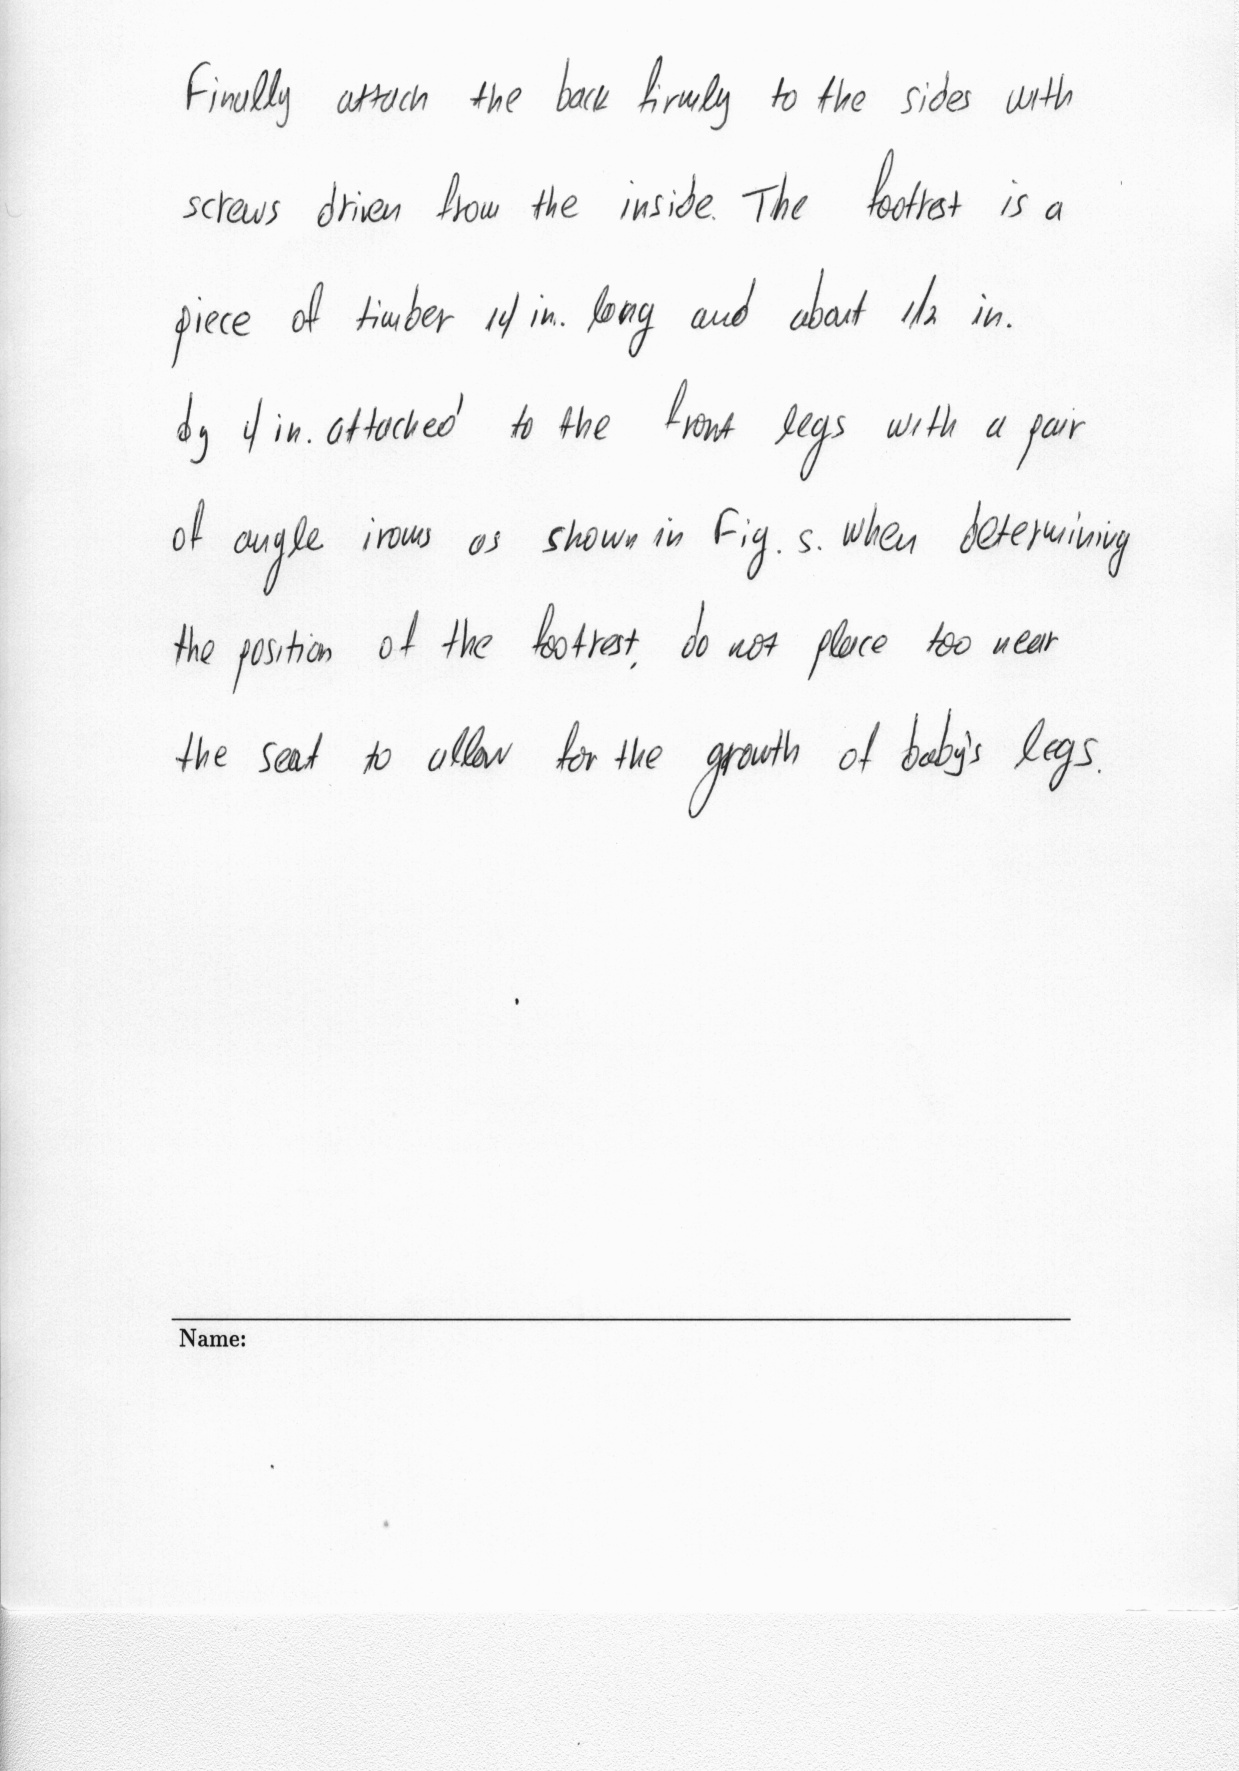 Finally attach the back firmly to the sides with
screws driven from the inside. The footrest is a
piece of timber 14 in. long and about 1/2 in.
by 4 in. attached to the front legs with a pair
of angle irons as shown in Fig. 5. When determining
the position of the footrest, do not place too near
the seat to allow for the growth of baby's legs.
Name: